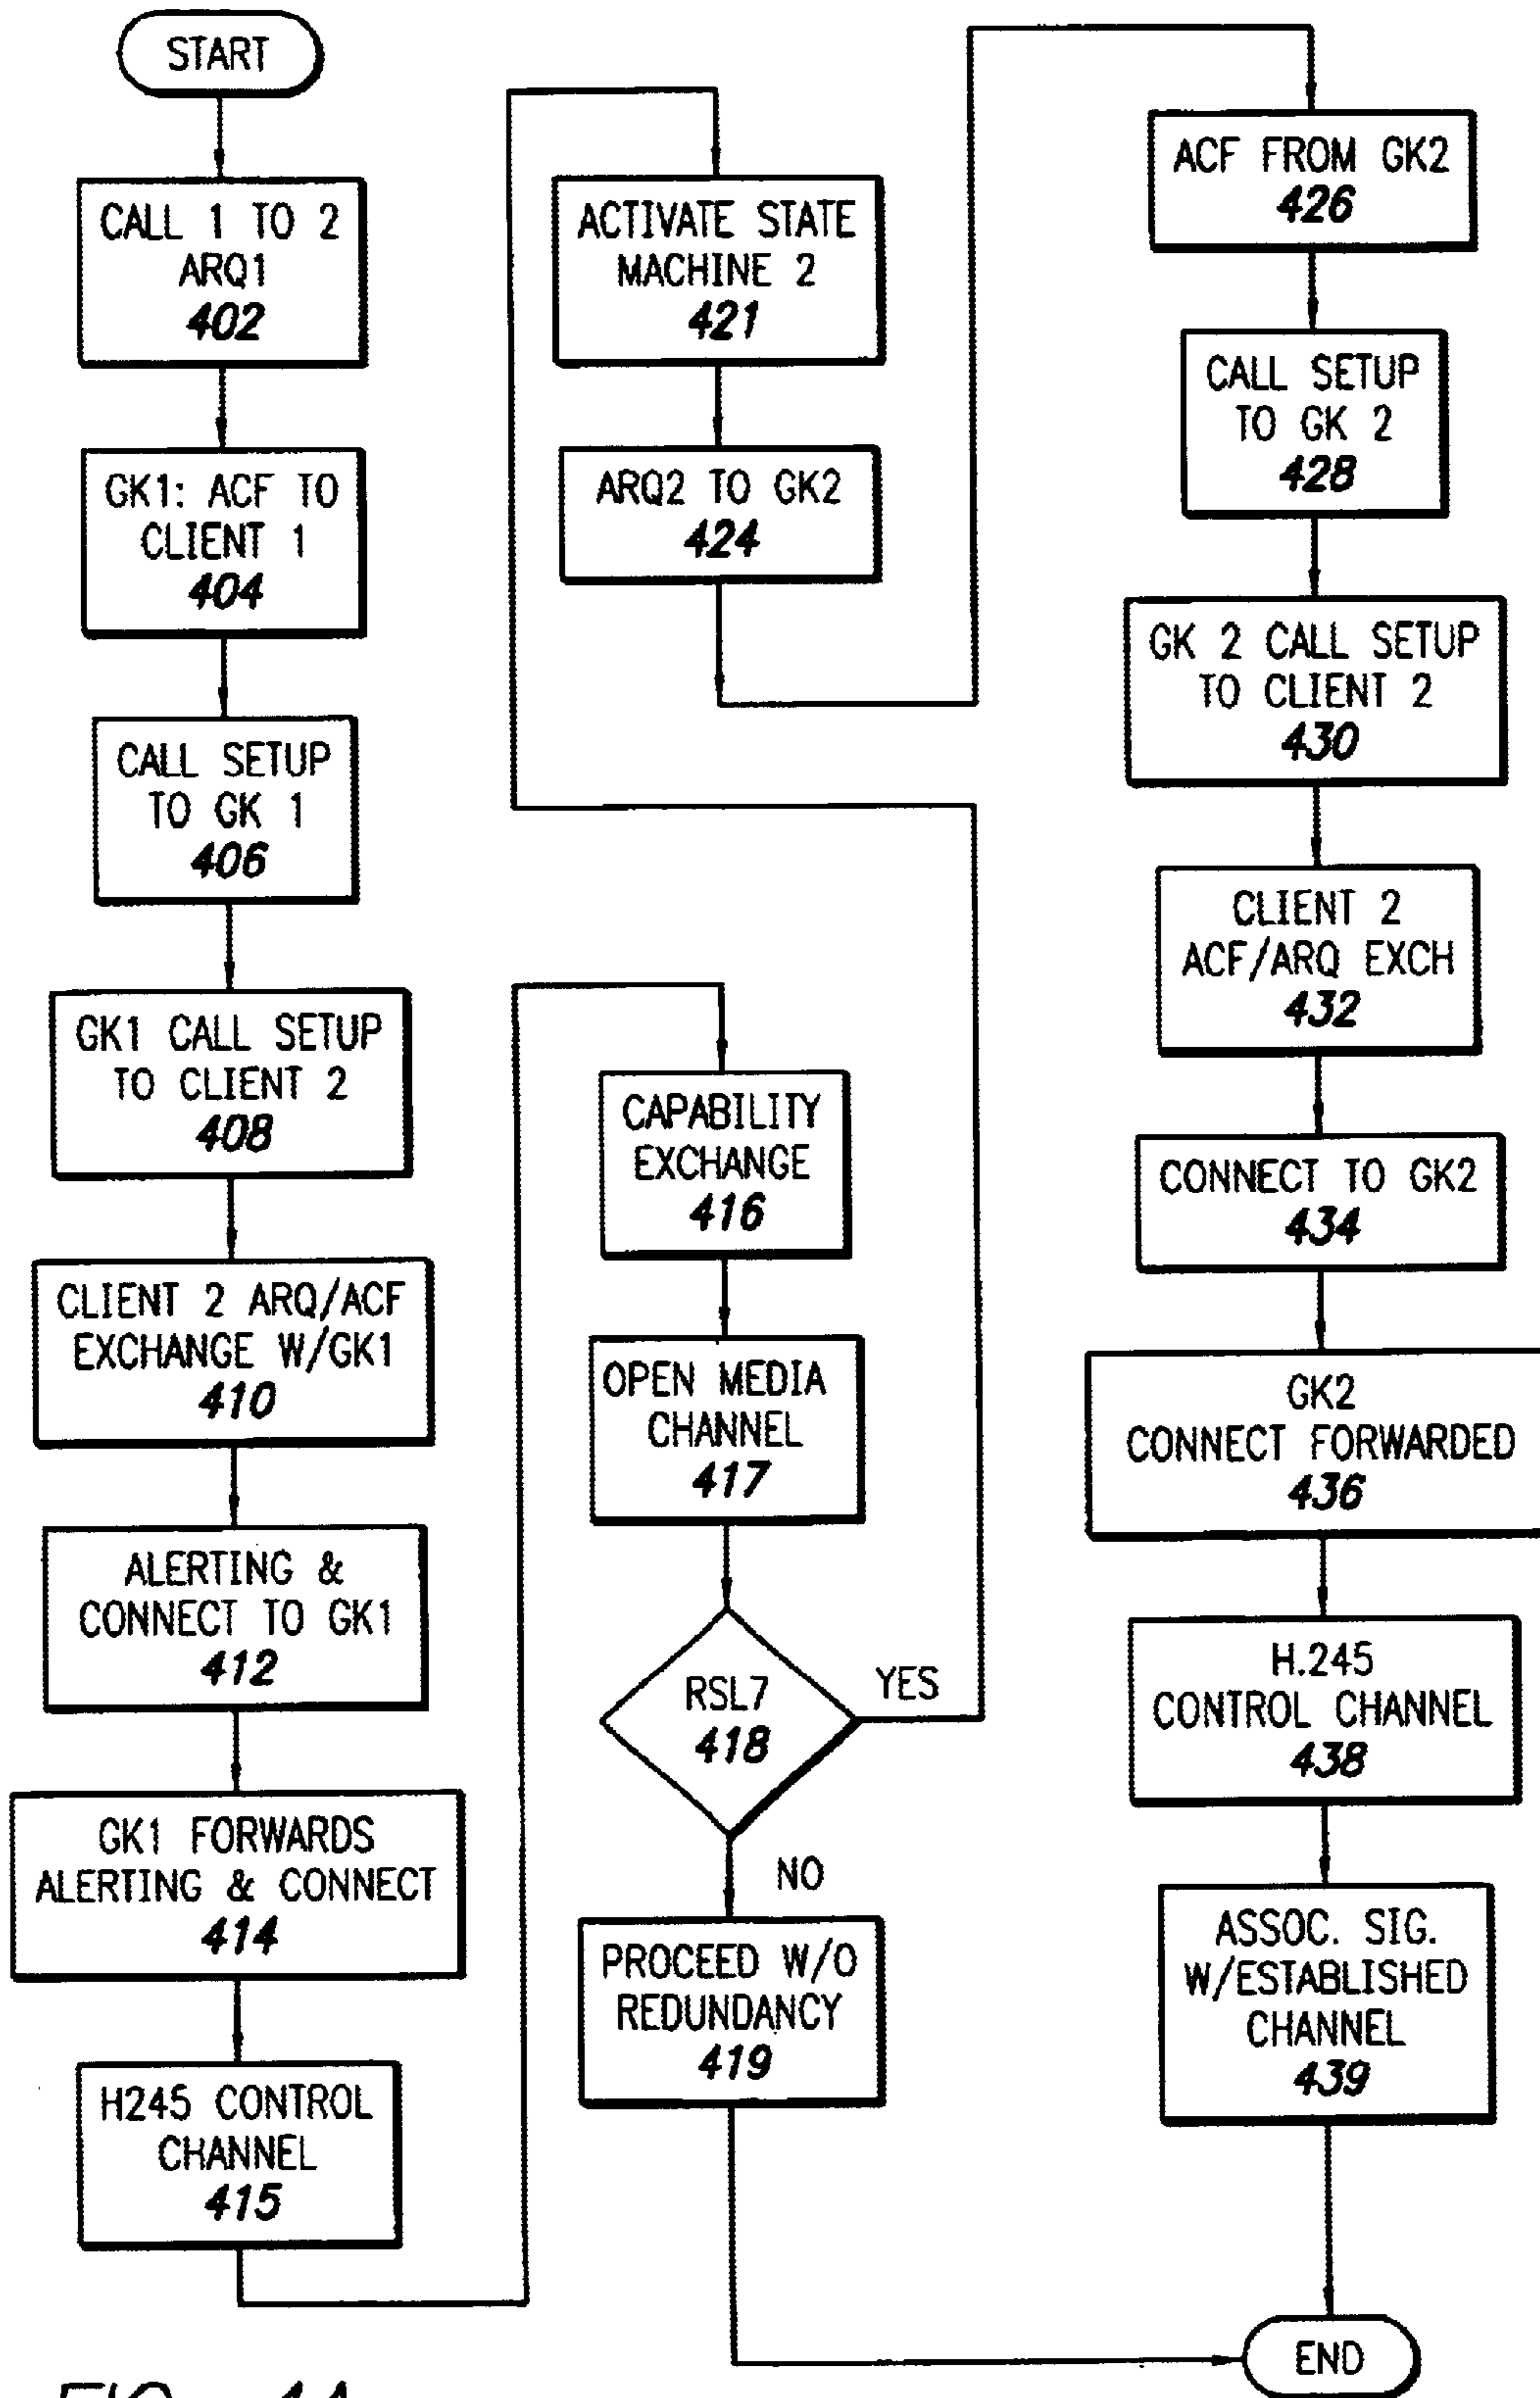 START
CALL 1 TO 2
ARQ1
402
GK1: ACF TO
CLIENT 1
404
CALL SETUP
TO GK 1
406
GK1 CALL SETUP
TO CLIENT 2
408
CLIENT 2 ARQ/ACF
EXCHANGE W/GK1
410
ALERTING &
CONNECT TO GK1
412
GK1 FORWARDS
ALERTING & CONNECT
414
H245 CONTROL
CHANNEL
415
CAPABILITY
EXCHANGE
416
OPEN MEDIA
CHANNEL
417
RSL7
418
YES
NO
PROCEED W/O
REDUNDANCY
419
ACTIVATE STATE
MACHINE 2
421
ARQ2 TO GK2
424
ACF FROM GK2
426
CALL SETUP
TO GK 2
428
GK 2 CALL SETUP
TO CLIENT 2
430
CLIENT 2
ACF/ARQ EXCH
432
CONNECT TO GK2
434
GK2
CONNECT FORWARDED
436
H.245
CONTROL CHANNEL
438
ASSOC. SIG.
W/ESTABLISHED
CHANNEL
439
END